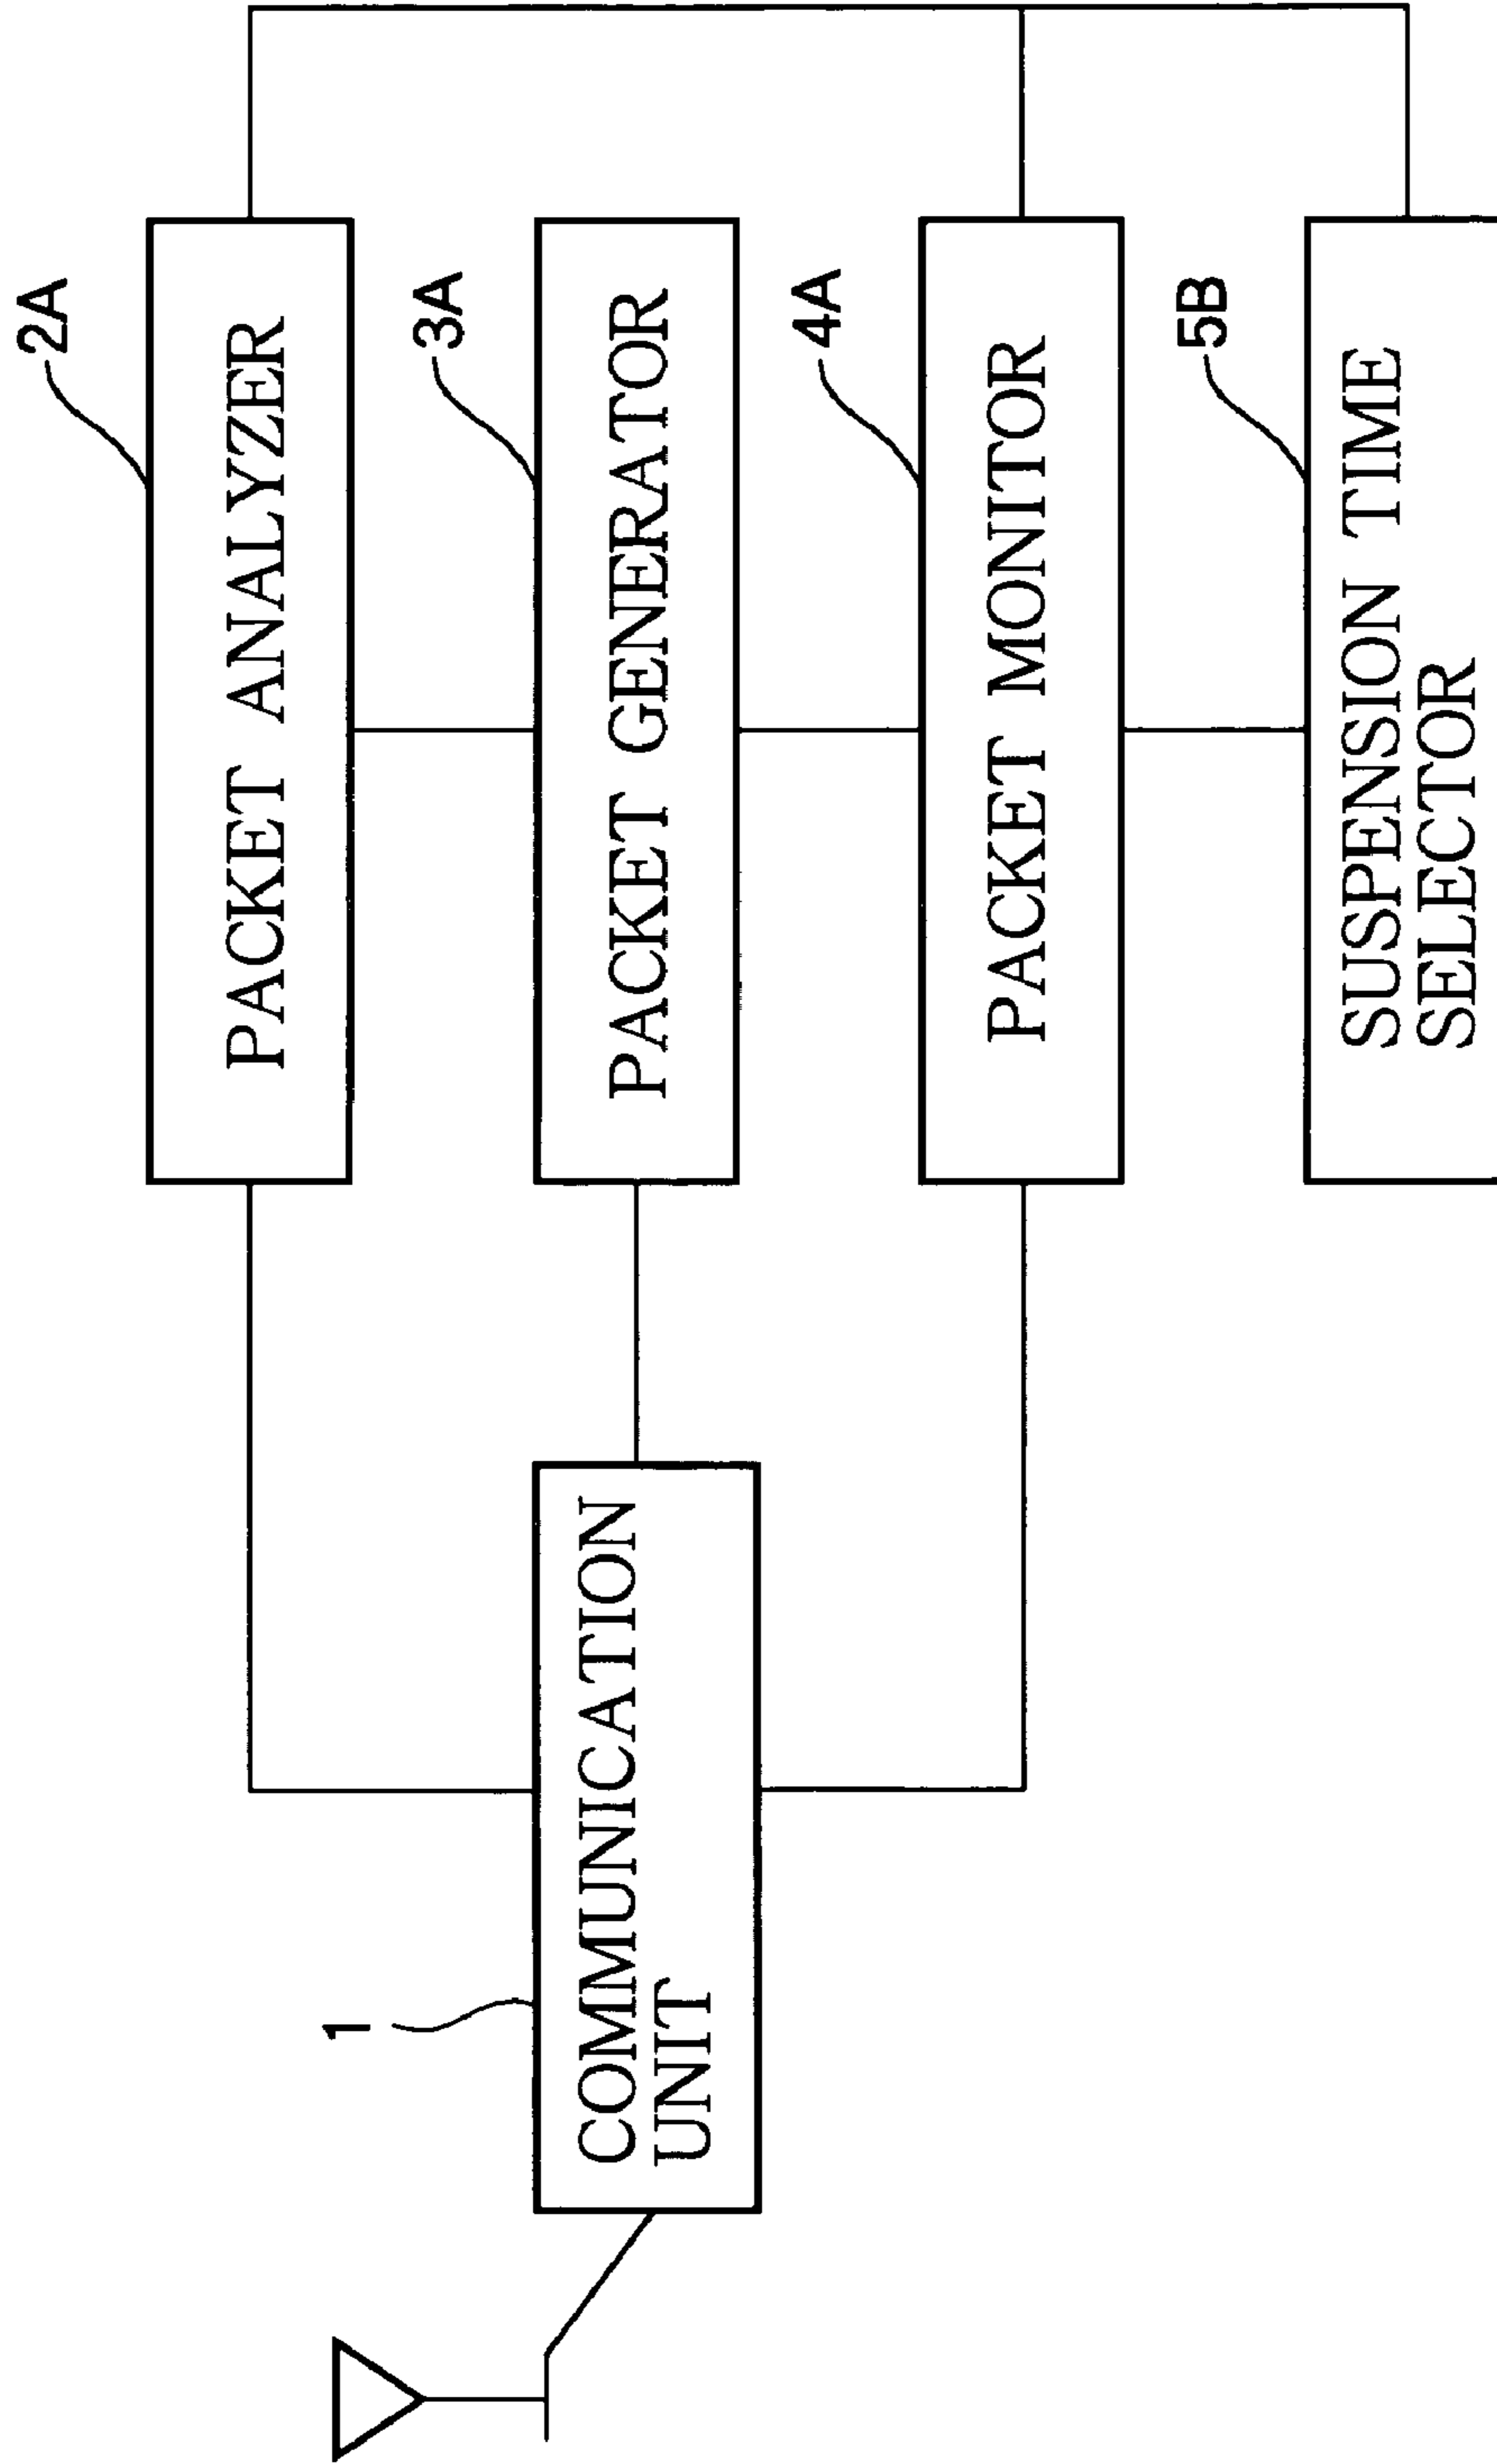 2A
PACKET ANALYZER
3A
PACKET GENERATOR
4A
PACKET MONITOR
5B
SUSPENSION TIME
SELECTOR
1
COMMUNICATION
UNIT